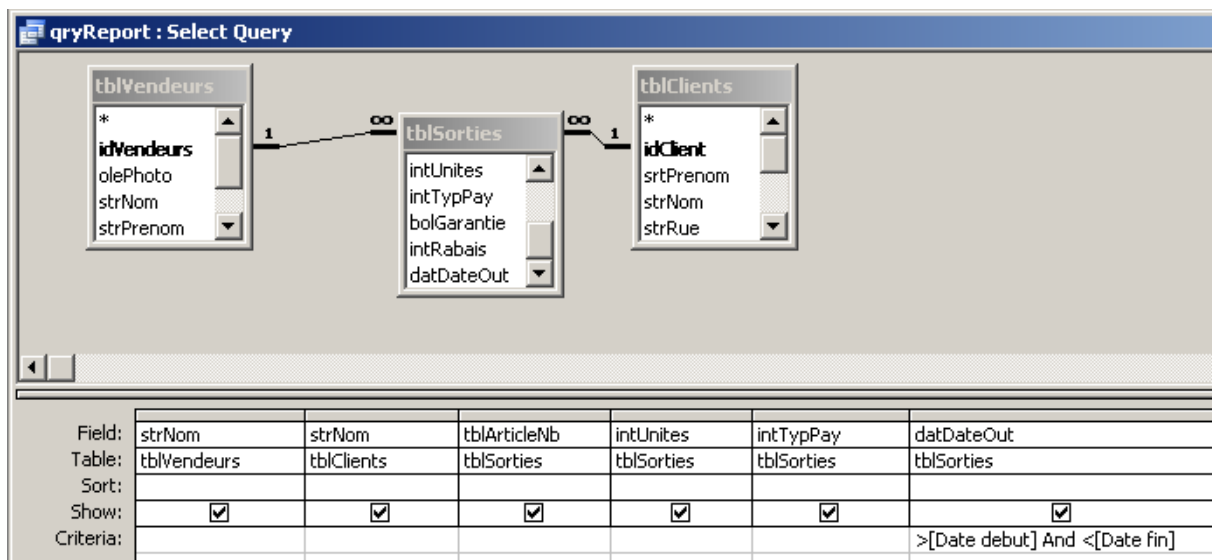 qryReport : Select Query
tblVendeurs
*
idVendeurs
olePhoto
strNom
strPrenom
1
∞
tblSorties
intUnites
intTypPay
bolGarantie
intRabais
datDateOut
∞
1
tblClients
*
idClient
srtPrenom
strNom
strRue
Field: strNom strNom tblArticleNb intUnites intTypPay datDateOut
Table: tblVendeurs tblClients tblSorties tblSorties tblSorties tblSorties
Sort:
Show:
Criteria: >[Date debut] And <[Date fin]